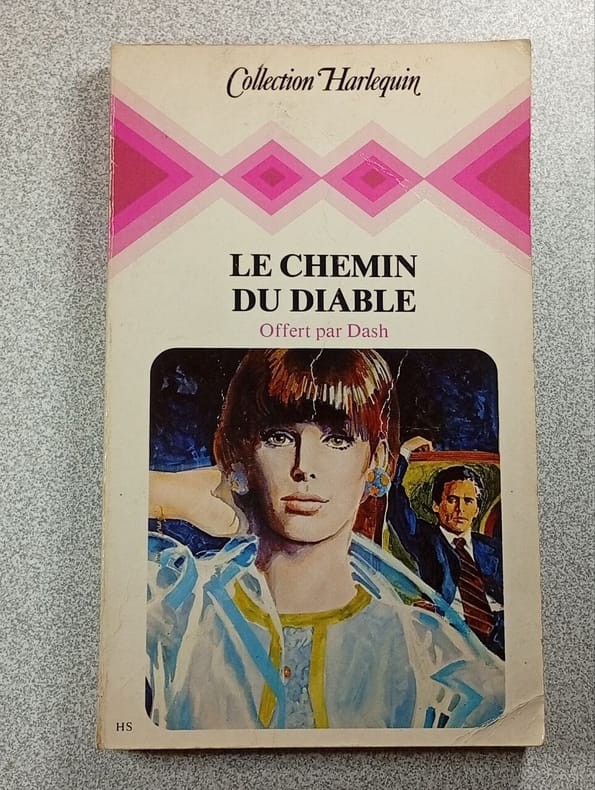 Collection Harlequin
LE CHEMIN
DU DIABLE
Offert par Dash
HS